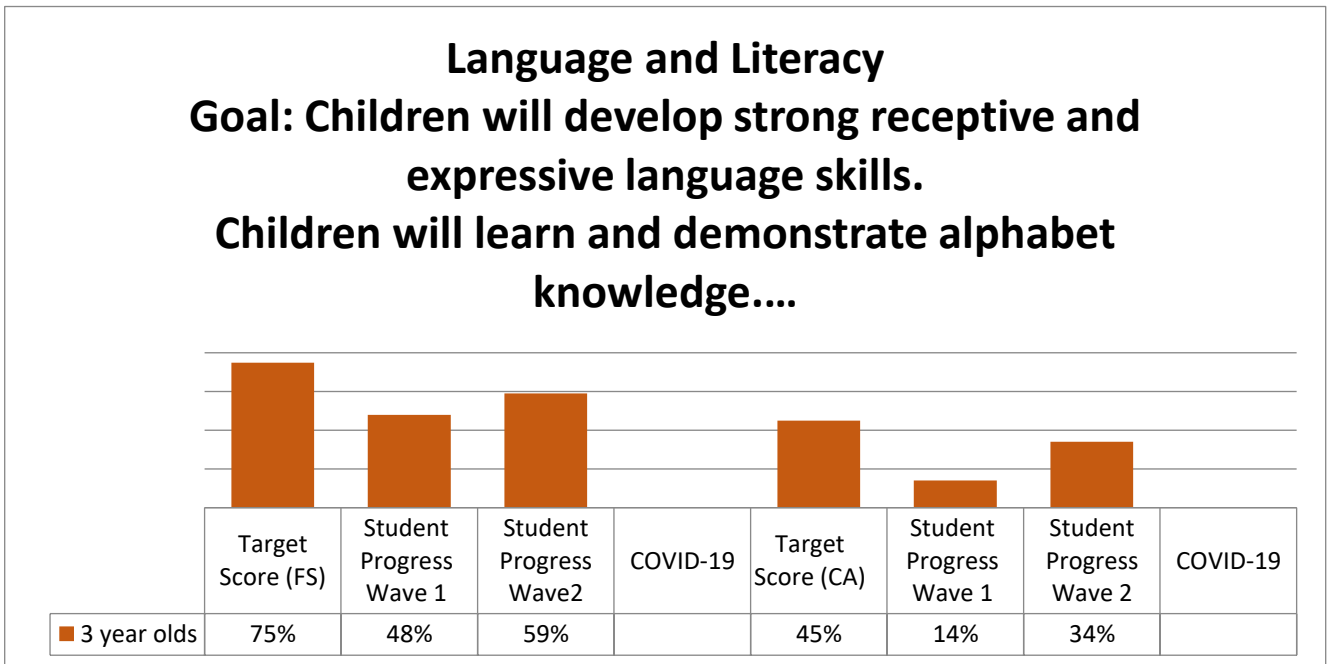 Language and Literacy
Goal: Children will develop strong receptive and
expressive language skills.
Children will learn and demonstrate alphabet
knowledge....
Target
Score (FS)
Student
Progress
Wave 1
Student
Progress
Wave2
COVID-19
Target
Score (CA)
Student
Progress
Wave 1
Student
Progress
Wave 2
COVID-19
3 year olds 75% 48% 59% 45% 14% 34%